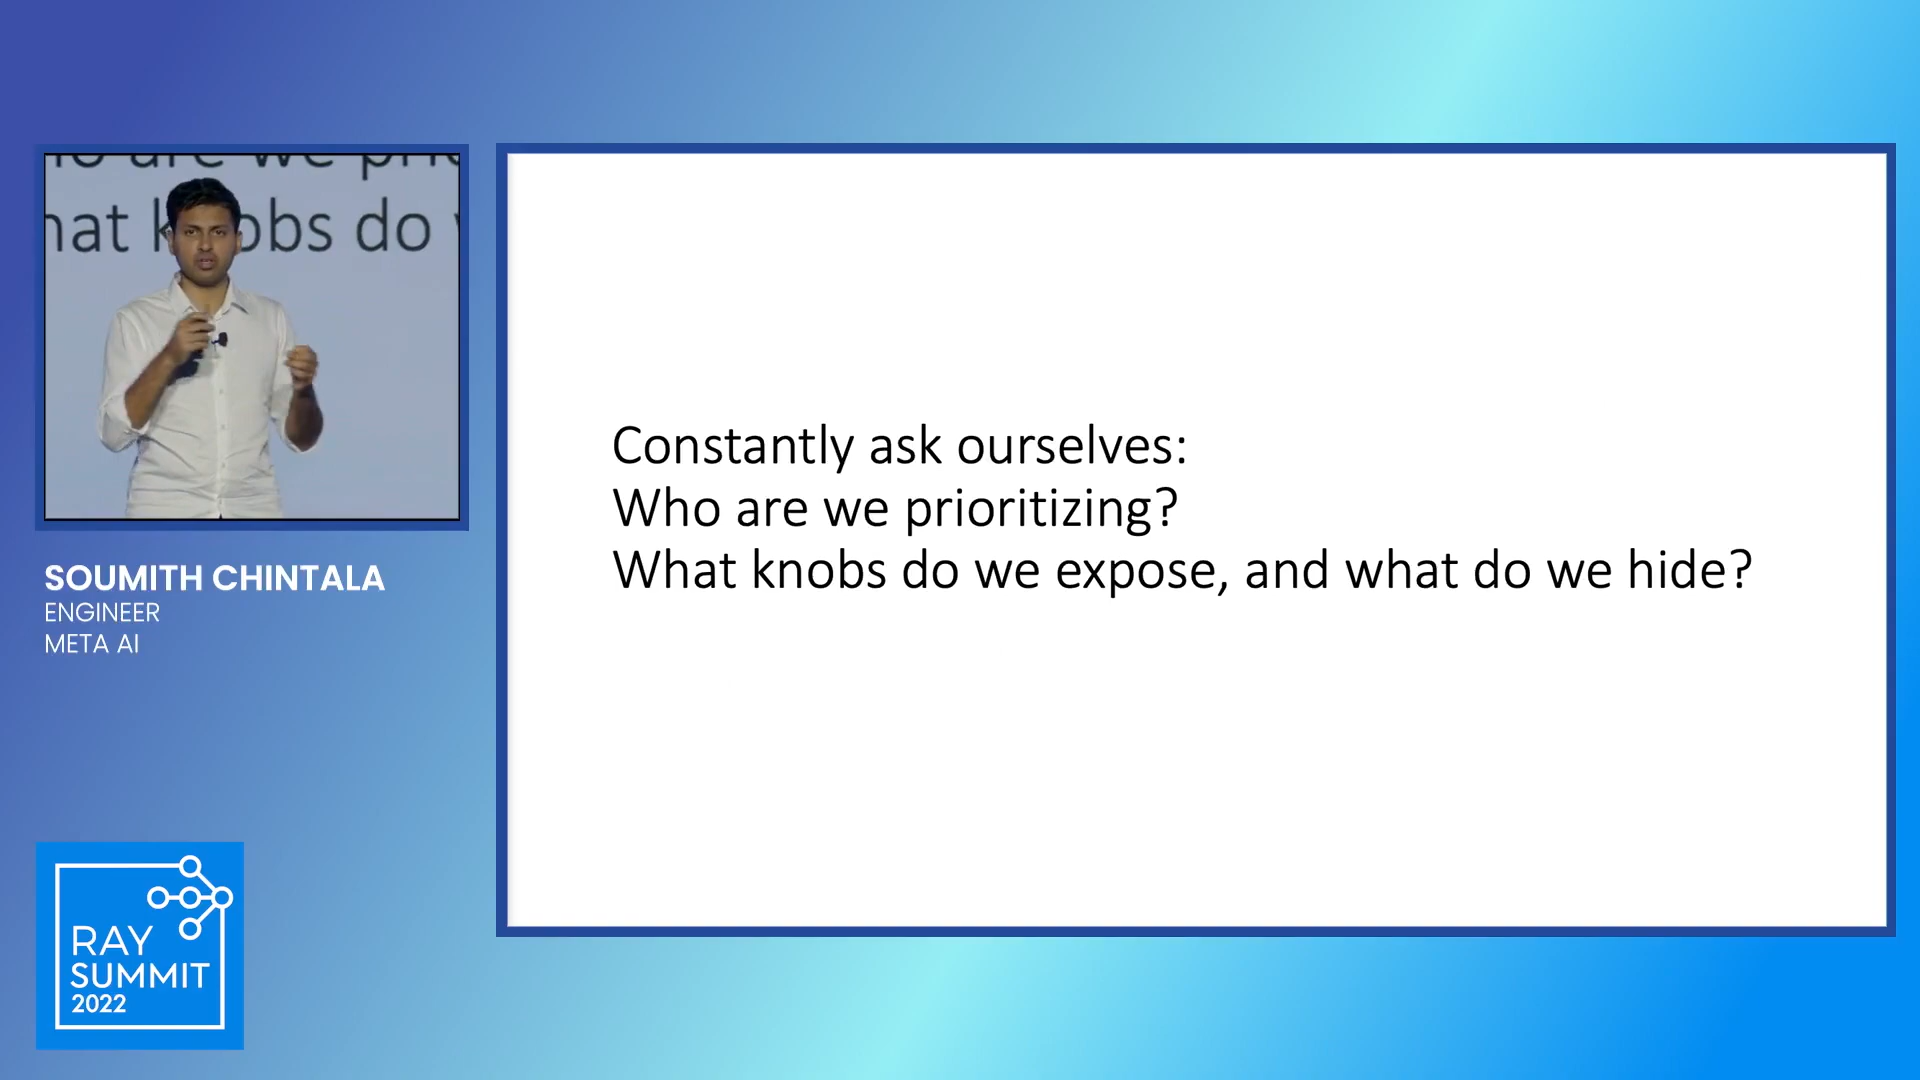 do
SOUMITH CHINTALA
ENGINEER
META AI
RAY
SUMMIT
2022
Constantly ask ourselves:
Who are we prioritizing?
What knobs do we expose, and what do we hide?